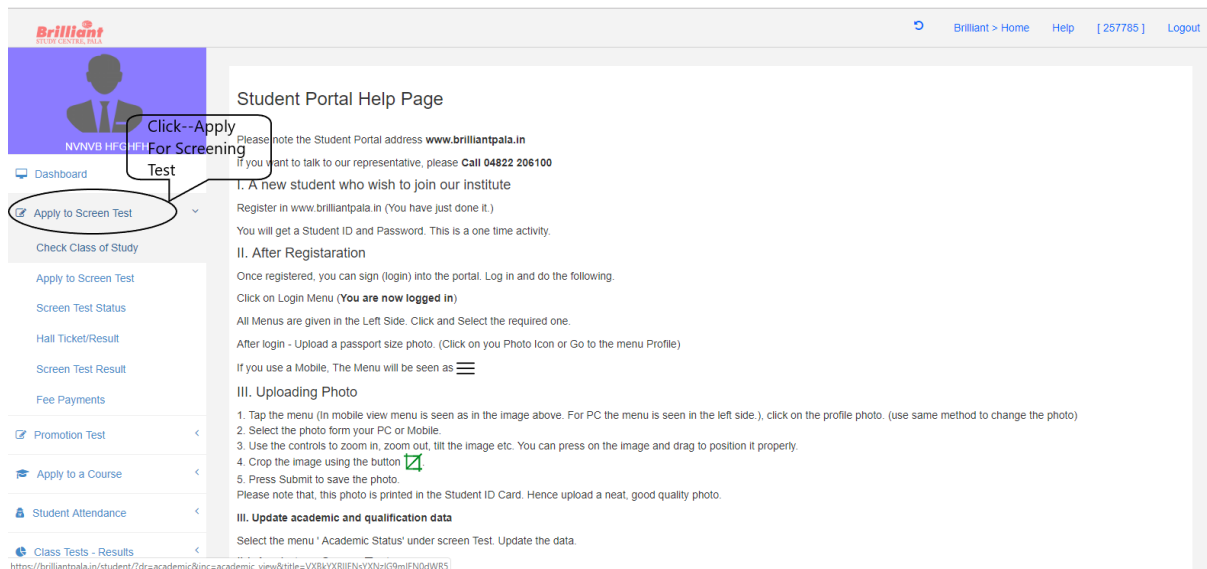 Brilliant
STUDY CENTRE, PALA
Brilliant > Home Help [ 257785 ] Logout
NVNVB HFGHFH
Click--Apply
For Screening
Test
Dashboard
Apply to Screen Test
Check Class of Study
Apply to Screen Test
Screen Test Status
Hall Ticket/Result
Screen Test Result
Fee Payments
Promotion Test
Apply to a Course
Student Attendance
Class Tests - Results
Student Portal Help Page
Please note the Student Portal address www.brilliantpala.in
If you want to talk to our representative, please Call 04822 206100
I. A new student who wish to join our institute
Register in www.brilliantpala.in (You have just done it.)
You will get a Student ID and Password. This is a one time activity.
II. After Registaration
Once registered, you can sign (login) into the portal. Log in and do the following.
Click on Login Menu (You are now logged in)
All Menus are given in the Left Side. Click and Select the required one.
After login - Upload a passport size photo. (Click on you Photo Icon or Go to the menu Profile)
If you use a Mobile, The Menu will be seen as
III. Uploading Photo
1. Tap the menu (In mobile view menu is seen as in the image above. For PC the menu is seen in the left side.), click on the profile photo. (use same method to change the photo)
2. Select the photo form your PC or Mobile.
3. Use the controls to zoom in, zoom out, tilt the image etc. You can press on the image and drag to position it properly.
4. Crop the image using the button .
5. Press Submit to save the photo.
Please note that, this photo is printed in the Student ID Card. Hence upload a neat, good quality photo.
III. Update academic and qualification data
Select the menu ' Academic Status' under screen Test. Update the data.